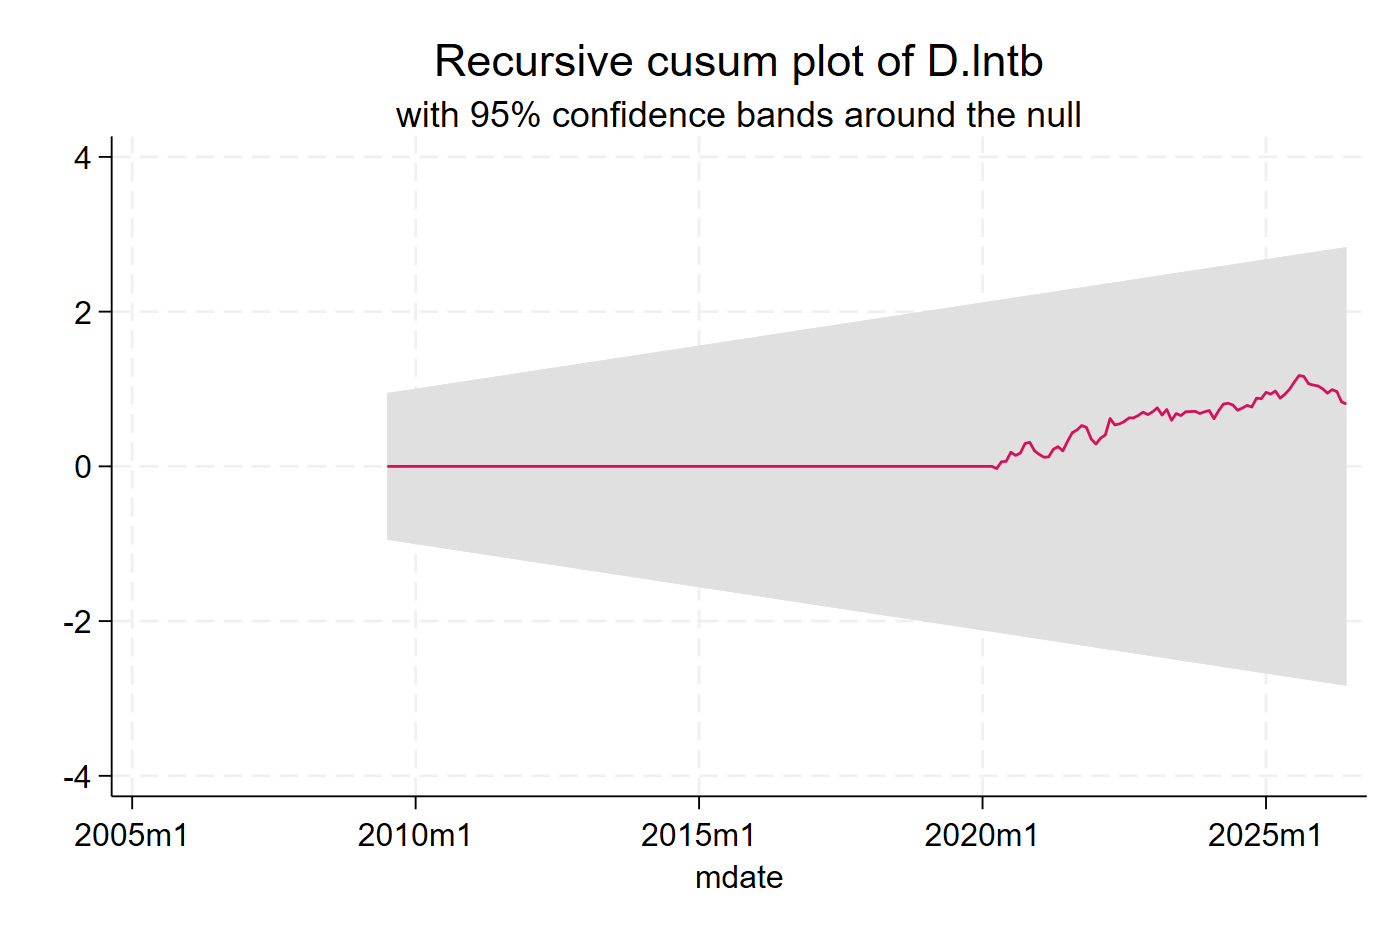 Recursive cusum plot of D.lntb
with 95% confidence bands around the null
4
2
0
-2
-4
2005m1 2010m1 2015m1 2020m1 2025m1
mdate